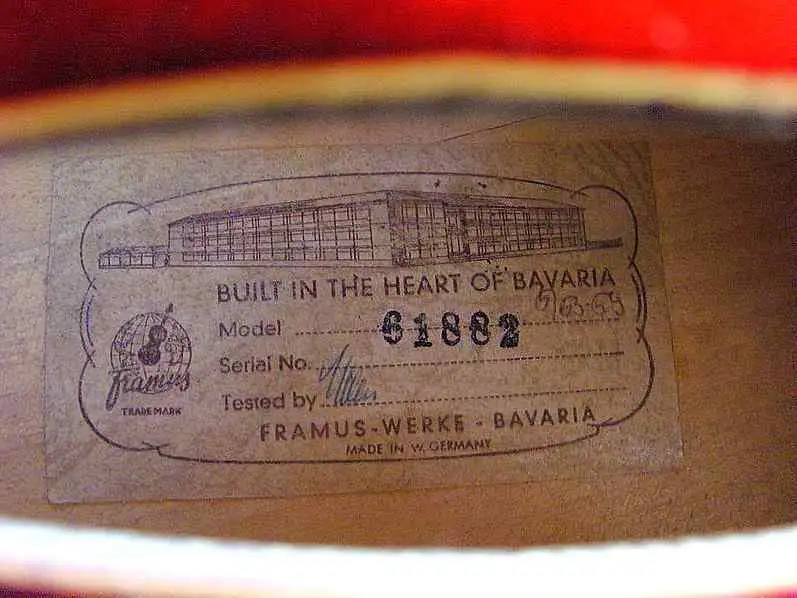 BUILT IN THE HEART OF BAVARIA
Model 61882
Serial No.
Tested by
FRAMUS-WERKE - BAVARIA
MADE IN W. GERMANY
Framus
TRADE MARK